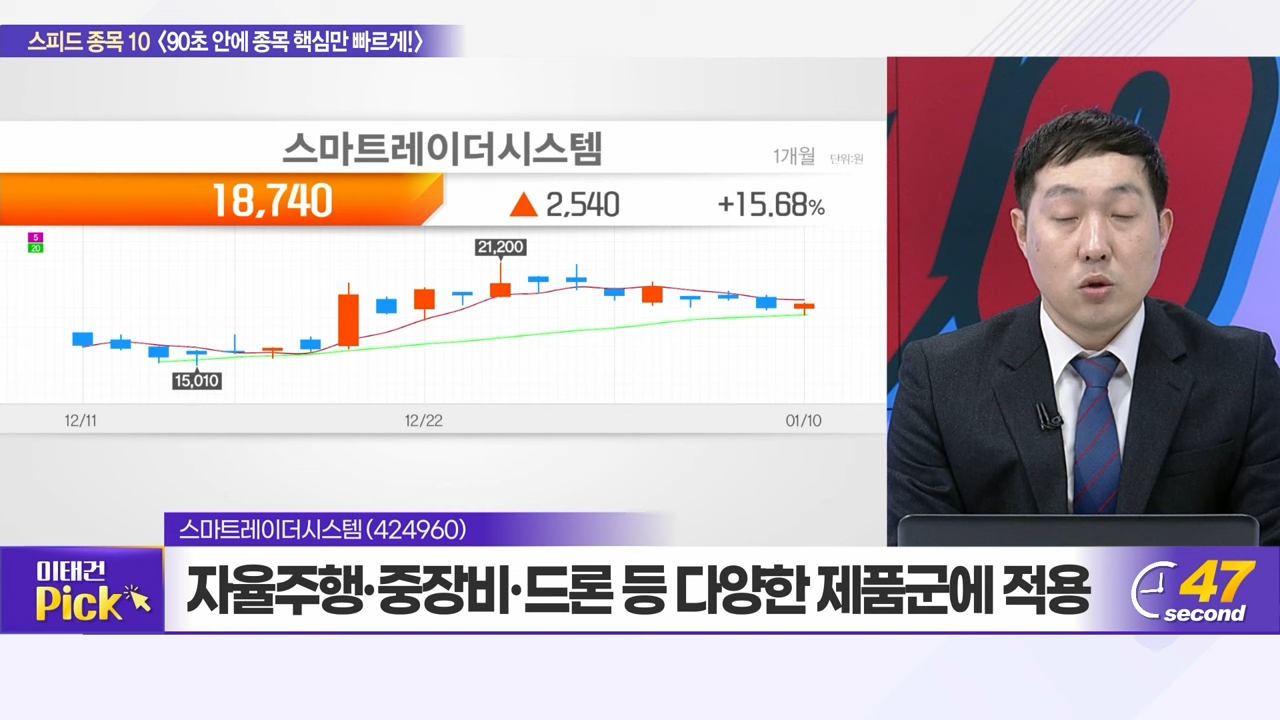 스피드 종목 10 〈90초 안에 종목 핵심만 빠르게!〉
스마트레이더시스템
1개월 단위:원
18,740 ▲ 2,540 +15.68%
5
20
21,200
15,010
12/11 12/22 01/10
스마트레이더시스템(424960)
이태건
Pick
자율주행·중장비·드론 등 다양한 제품군에 적용
47
second